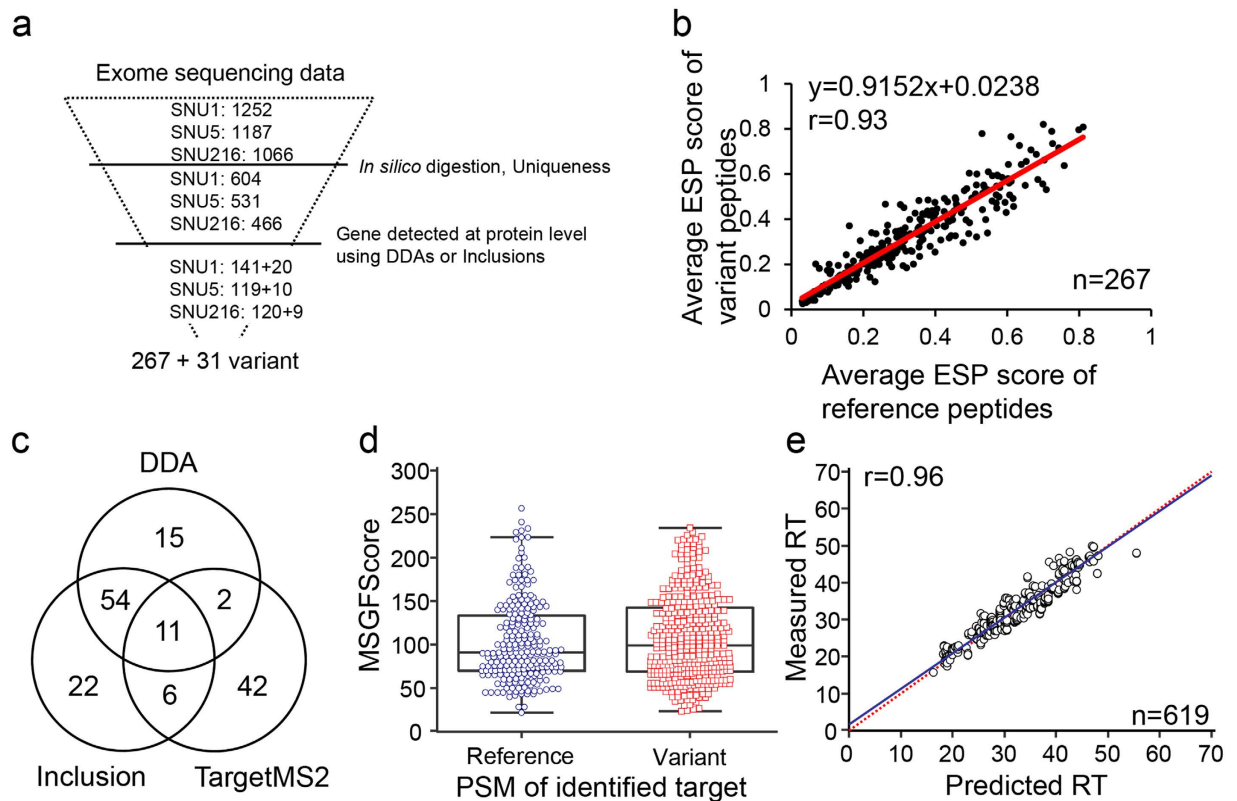 a
Exome sequencing data
SNU1: 1252
SNU5: 1187
SNU216: 1066
In silico digestion, Uniqueness
SNU1: 604
SNU5: 531
SNU216: 466
Gene detected at protein level
using DDAs or Inclusions
SNU1: 141+20
SNU5: 119+10
SNU216: 120+9
267 + 31 variant
b
Average ESP score of
variant peptides
1
0.8
0.6
0.4
0.2
0
y=0.9152x+0.0238
r=0.93
n=267
0
0.2
0.4
0.6
0.8
1
Average ESP score of
reference peptides
c
DDA
15
54
2
11
22
6
42
Inclusion
TargetMS2
d
MSGFScore
300
250
200
150
100
50
0
Reference
Variant
PSM of identified target
e
Measured RT
70
60
50
40
30
20
10
0
r=0.96
n=619
0
10
20
30
40
50
60
70
Predicted RT